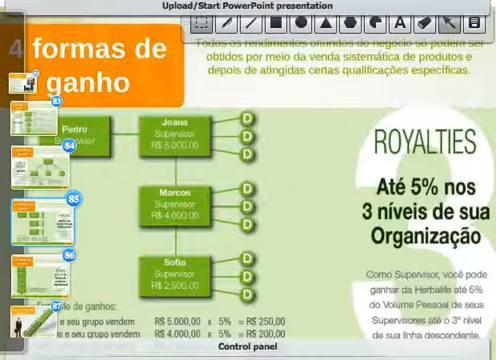 Upload/Start PowerPoint presentation
4 formas de
ganho
Todos os rendimentos oriundos do negócio só podem ser
obtidos por meio da venda sistemática de produtos e
depois de atingidas certas qualificações específicas.
83
84
85
86
87
Pedro
Supervisor
Joana
Supervisor
R$ 5.000,00
D
D
D
Marcos
Supervisor
R$ 4.000,00
D
D
D
Sofia
Supervisor
R$ 2.500,00
D
D
D
ROYALTIES
3
Até 5% nos
3 níveis de sua
Organização
Como Supervisor, você pode
ganhar da Herbalife até 5%
do Volume Pessoal de seus
Supervisores até o 3º nível
de sua linha descendente.
de ganhos:
e seu grupo vendem R$ 5.000,00 x 5% = R$ 250,00
e seu grupo vendem R$ 4.000,00 x 5% = R$ 200,00
Control panel